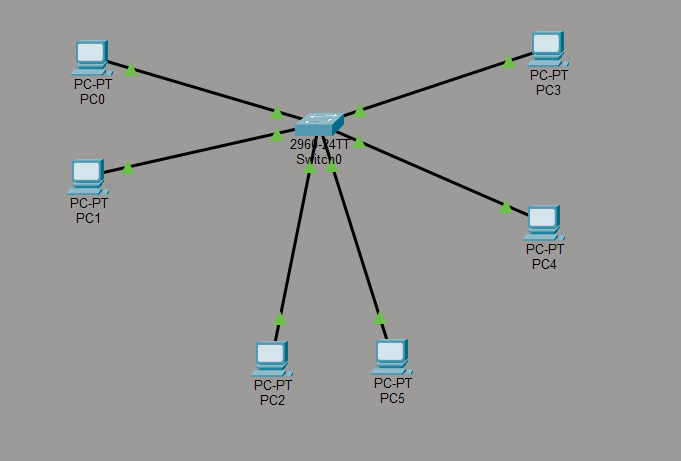 PC-PT
PC0
PC-PT
PC3
2960-24TT
Switch0
PC-PT
PC1
PC-PT
PC4
PC-PT
PC2
PC-PT
PC5